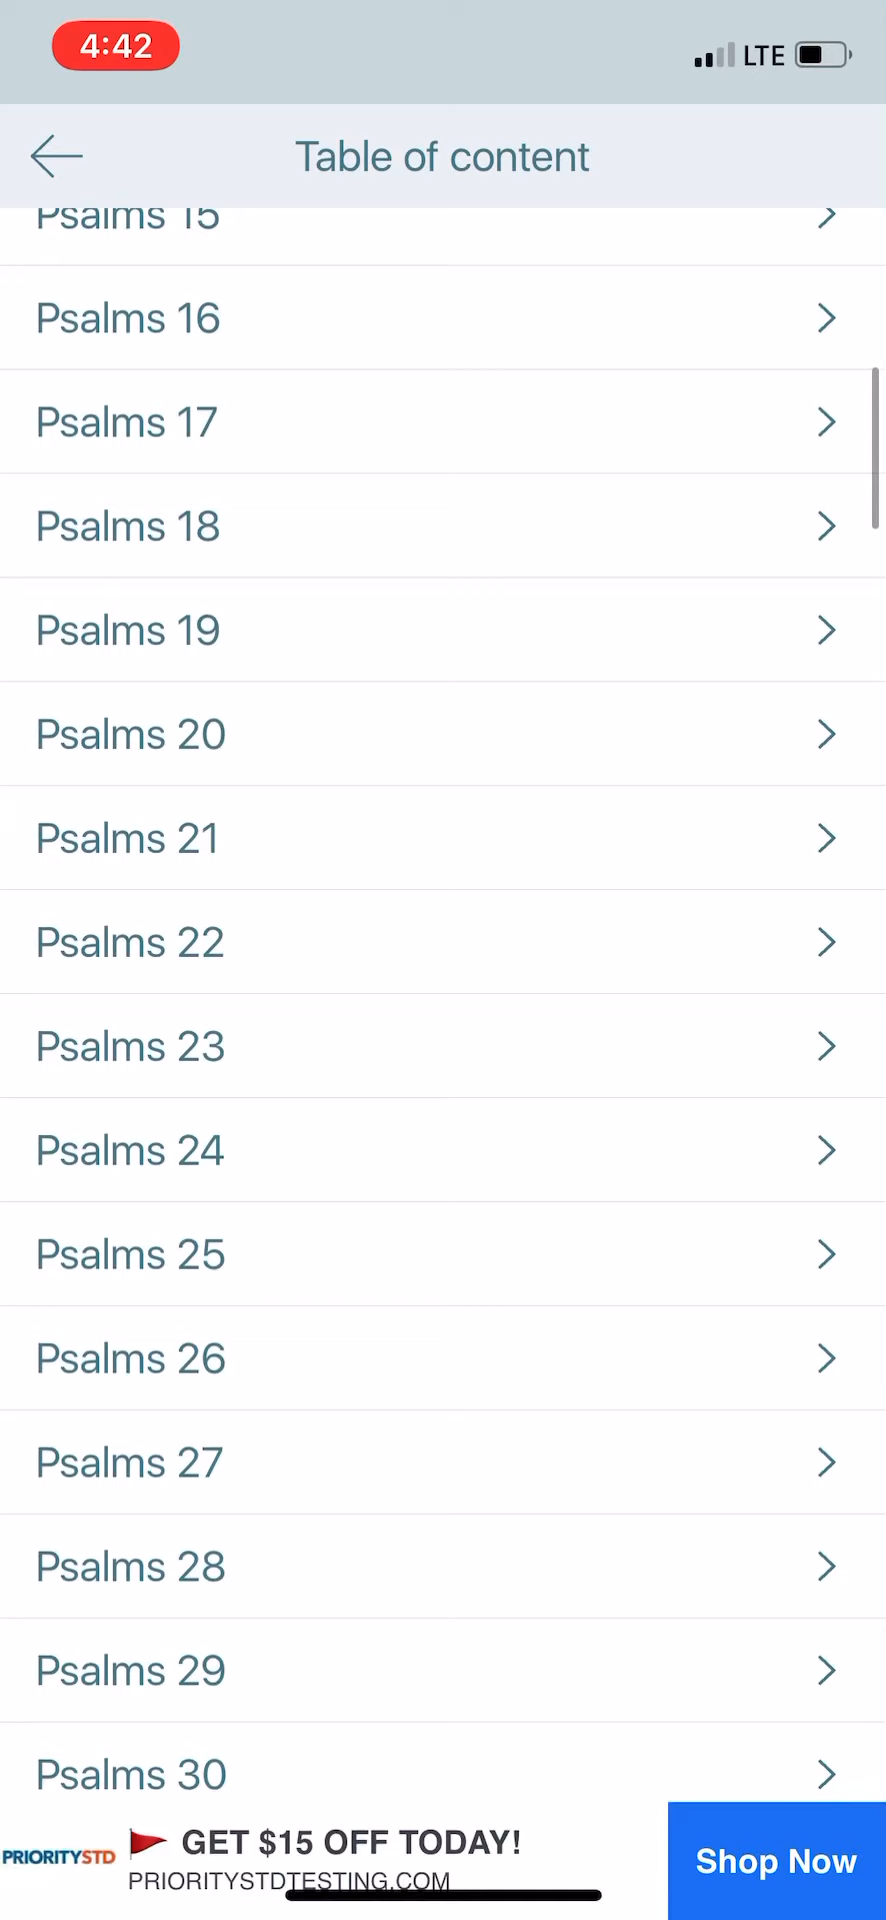 4:42
LTE
Table of content
Psalms 15
Psalms 16
Psalms 17
Psalms 18
Psalms 19
Psalms 20
Psalms 21
Psalms 22
Psalms 23
Psalms 24
Psalms 25
Psalms 26
Psalms 27
Psalms 28
Psalms 29
Psalms 30
PRIORITYSTD
GET $15 OFF TODAY!
PRIORITYSTDTESTING.COM
Shop Now